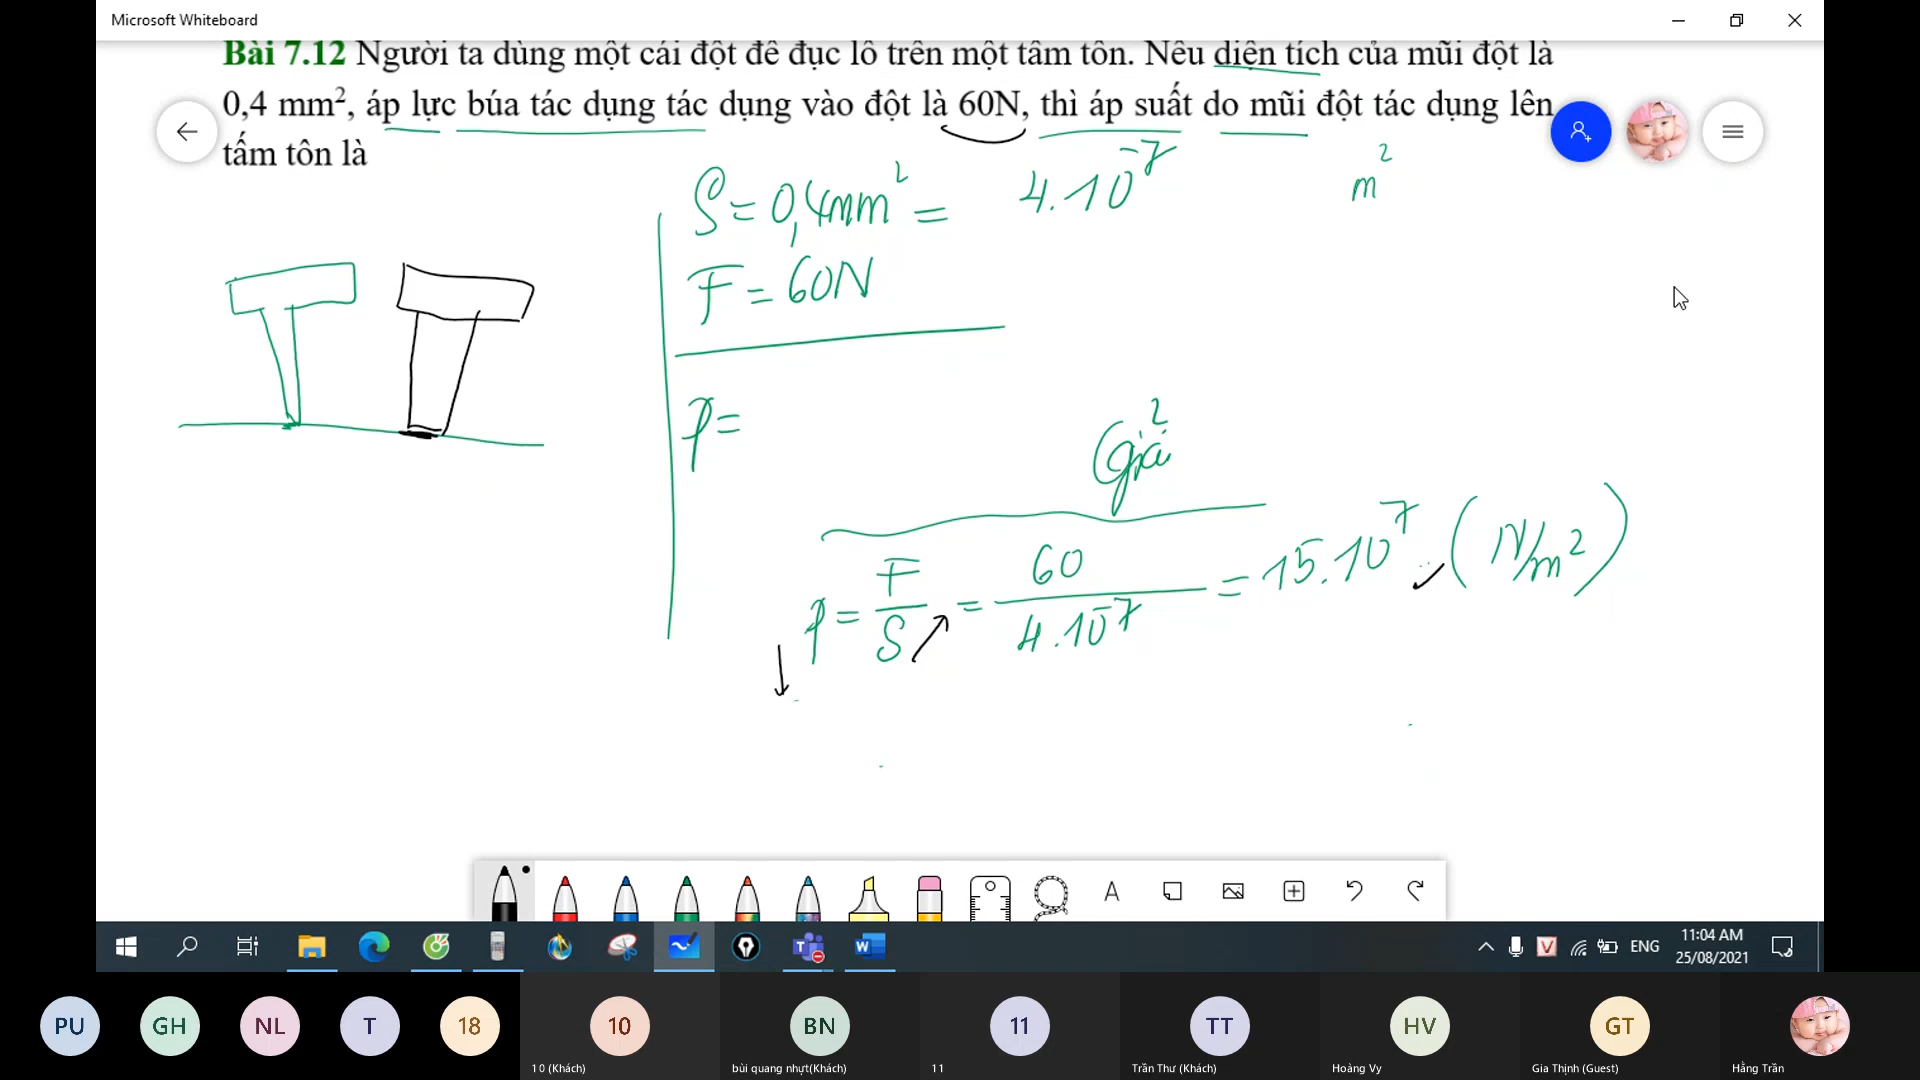 Microsoft Whiteboard
Bài 7.12 Người ta dùng một cái đột để đục lỗ trên một tấm tôn. Nếu diện tích của mũi đột là
0,4 mm², áp lực búa tác dụng tác dụng vào đột là 60N, thì áp suất do mũi đột tác dụng lên
tấm tôn là
S = 0,4mm² = 4.10⁻⁷ m²
F = 60N
p =
Giải
p = F/S = 60/4.10⁻⁷ = 15.10⁷ (N/m²)
A
ENG
11:04 AM
25/08/2021
PU GH NL T 18 10 BN 11 TT HV GT
10 (Khách) bùi quang nhựt(Khách) 11 Trần Thư (Khách) Hoàng Vy Gia Thịnh (Guest) Hằng Trần